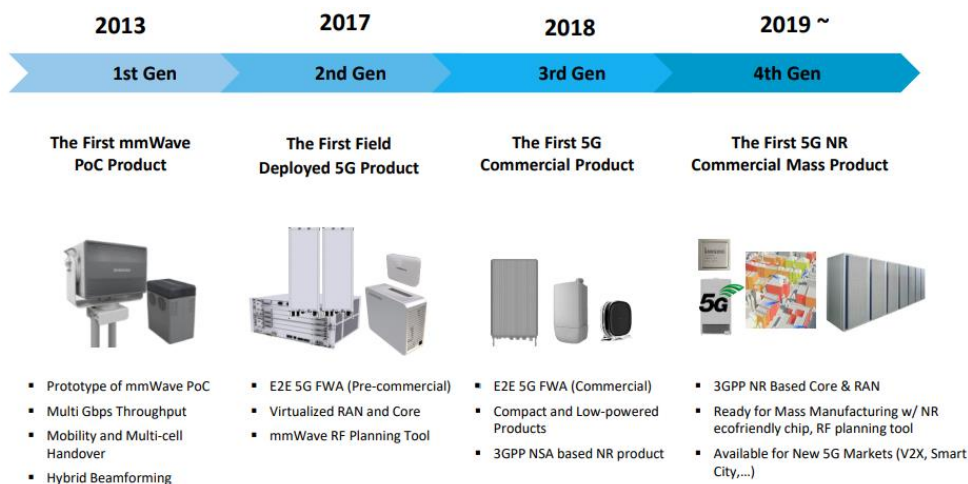 2013
2017
2018
2019 ~
1st Gen
2nd Gen
3rd Gen
4th Gen
The First mmWave
PoC Product
The First Field
Deployed 5G Product
The First 5G
Commercial Product
The First 5G NR
Commercial Mass Product
SAMSUNG
5G
▪ Prototype of mmWave PoC
▪ Multi Gbps Throughput
▪ Mobility and Multi-cell
Handover
▪ Hybrid Beamforming
▪ E2E 5G FWA (Pre-commercial)
▪ Virtualized RAN and Core
▪ mmWave RF Planning Tool
▪ E2E 5G FWA (Commercial)
▪ Compact and Low-powered
Products
▪ 3GPP NSA based NR product
▪ 3GPP NR Based Core & RAN
▪ Ready for Mass Manufacturing w/ NR
ecofriendly chip, RF planning tool
▪ Available for New 5G Markets (V2X, Smart
City,...)